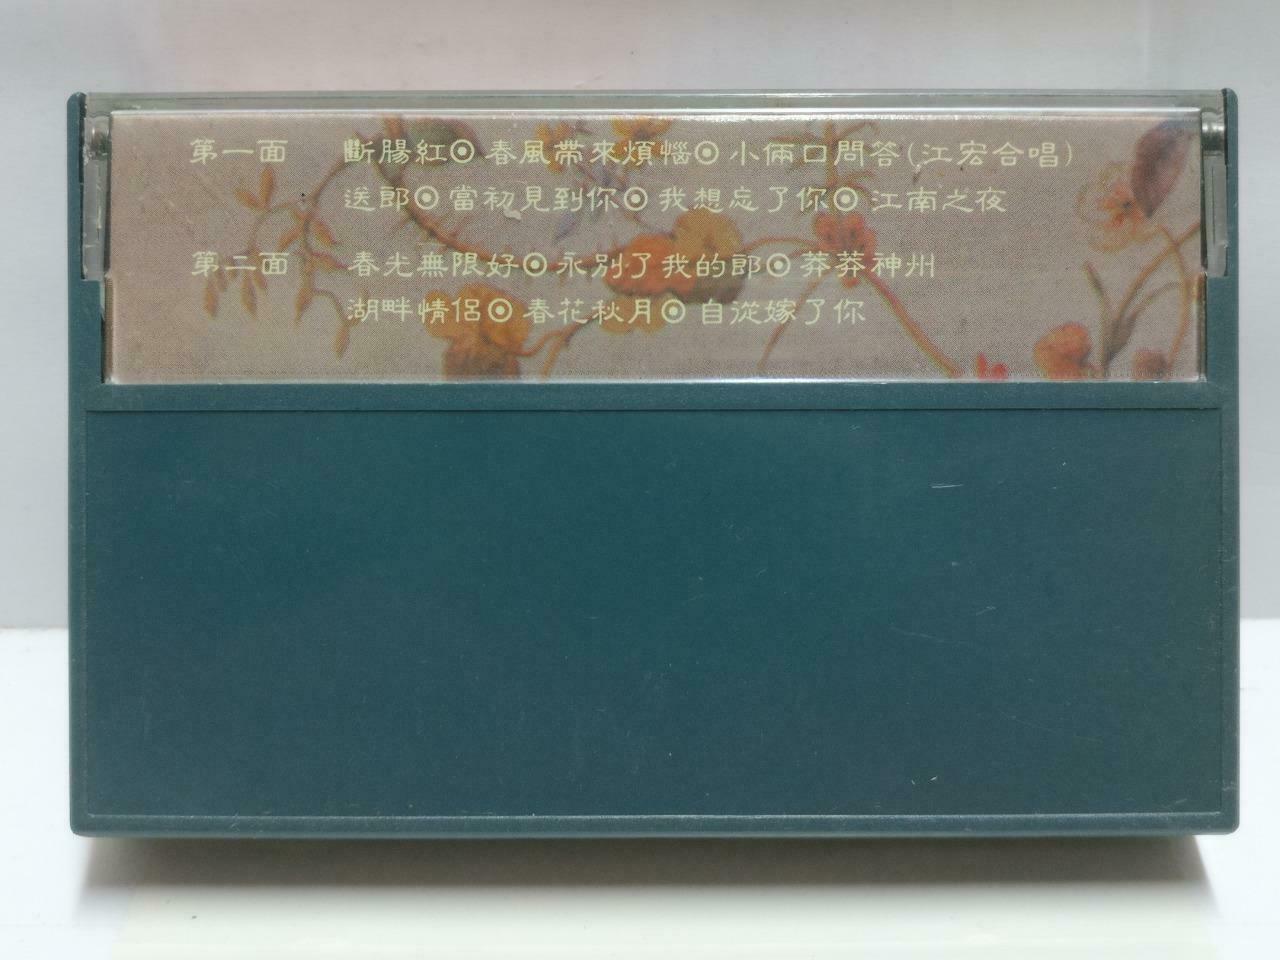 第一面 斷腸紅⊙春風帶來煩惱⊙小倆口問答(江宏合唱)
送郎⊙當初見到你⊙我想忘了你⊙江南之夜
第二面 春光無限好⊙永別了我的郎⊙莽莽神州
湖畔情侶⊙春花秋月⊙自從嫁了你